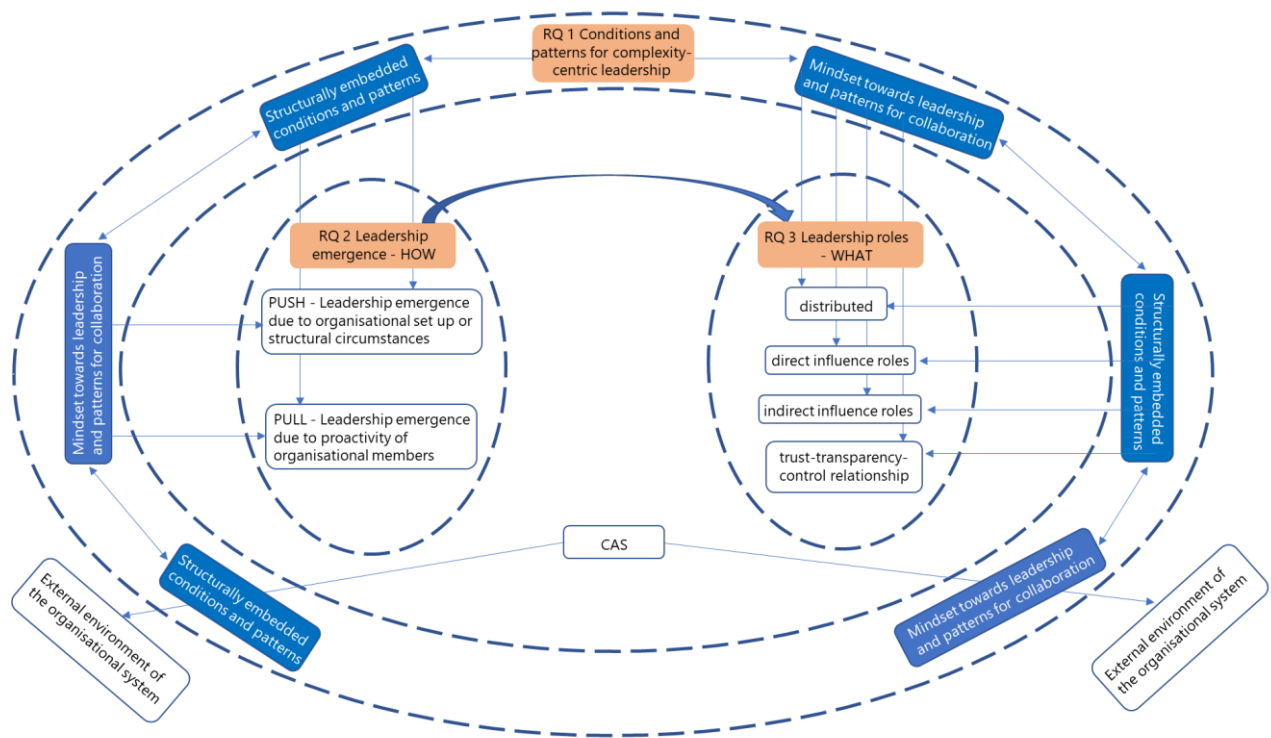 RQ 1 Conditions and
patterns for complexity-
centric leadership
Structurally embedded
conditions and patterns
Mindset towards leadership
and patterns for collaboration
RQ 2 Leadership
emergence - HOW
RQ 3 Leadership roles
- WHAT
Mindset towards leadership
and patterns for collaboration
PUSH - Leadership emergence
due to organisational set up or
structural circumstances
PULL - Leadership emergence
due to proactivity of
organisational members
distributed
direct influence roles
indirect influence roles
trust-transparency-
control relationship
Structurally embedded
conditions and patterns
CAS
Structurally embedded
conditions and patterns
Mindset towards leadership
and patterns for collaboration
External environment of
the organisational system
External environment of
the organisational system